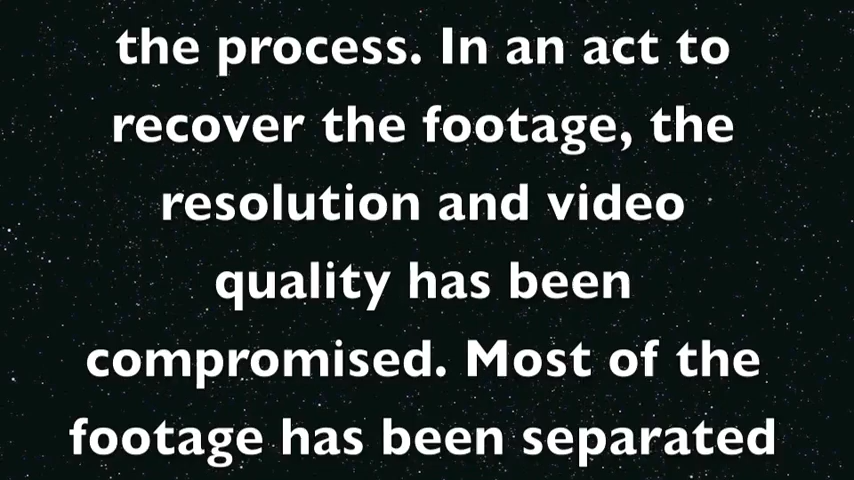 the process. In an act to
recover the footage, the
resolution and video
quality has been
compromised. Most of the
footage has been separated